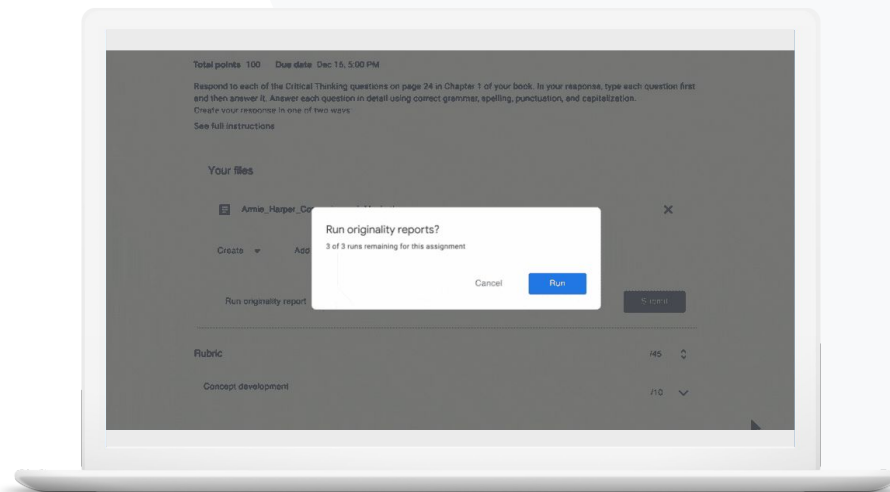 Total points 100 Due date Dec 15, 5:00 PM
Respond to each of the Critical Thinking questions on page 24 in Chapter 1 of your book. In your response, type each question first
and then answer it. Answer each question in detail using correct grammar, spelling, punctuation, and capitalization.
Create your response in one of two ways
See full instructions
Your files
Armie_Harper_Co
Run originality reports?
3 of 3 runs remaining for this assignment
Create Add
Cancel Run
Run originality report Submit
Rubric /45
Concept development /10